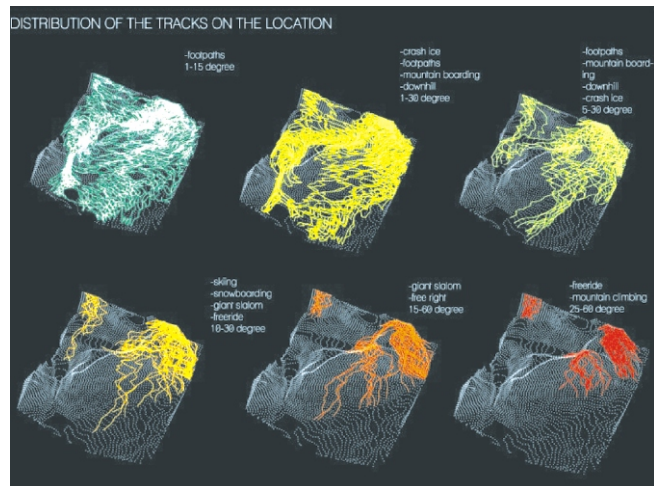 DISTRIBUTION OF THE TRACKS ON THE LOCATION
-footpaths
1-15 degree
-crash ice
-footpaths
-mountain boarding
-downhill
1-30 degree
-footpaths
-mountain board-
ing
-downhill
-crash ice
5-30 degree
-skiing
-snowboarding
-giant slalom
-freeride
10-30 degree
-giant slalom
-free right
15-60 degree
-freeride
-mountain climbing
25-60 degree